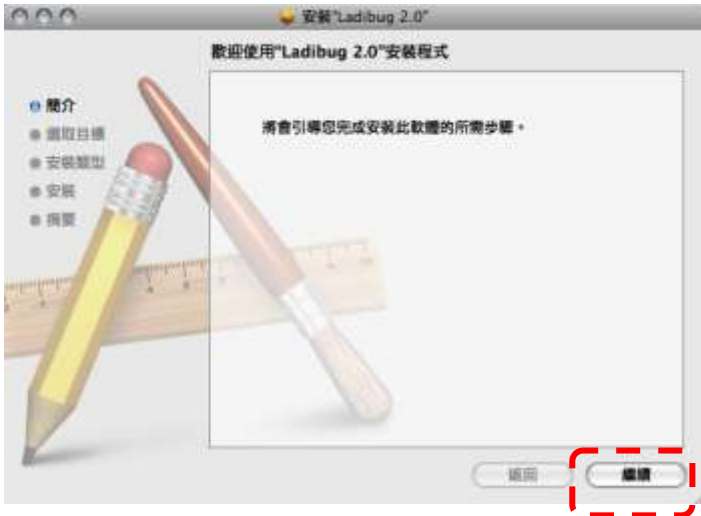 安裝"Ladibug 2.0"
歡迎使用"Ladibug 2.0"安裝程式
簡介
選取目標
安裝類型
安裝
摘要
將會引導您完成安裝此軟體的所需步驟。
返回
繼續